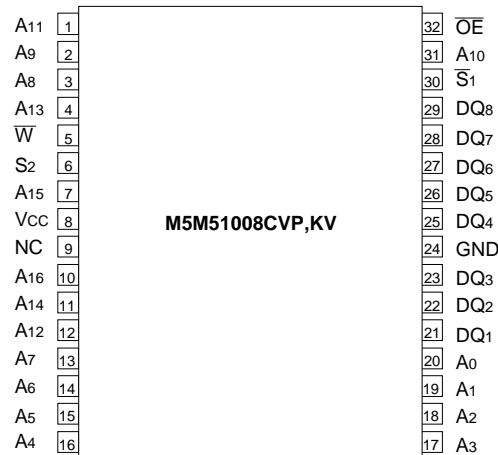 A11 1 32 O̅E̅
A9 2 31 A10
A8 3 30 S̅1
A13 4 29 DQ8
W̅ 5 28 DQ7
S2 6 27 DQ6
A15 7 26 DQ5
VCC 8 M5M51008CVP,KV 25 DQ4
NC 9 24 GND
A16 10 23 DQ3
A14 11 22 DQ2
A12 12 21 DQ1
A7 13 20 A0
A6 14 19 A1
A5 15 18 A2
A4 16 17 A3